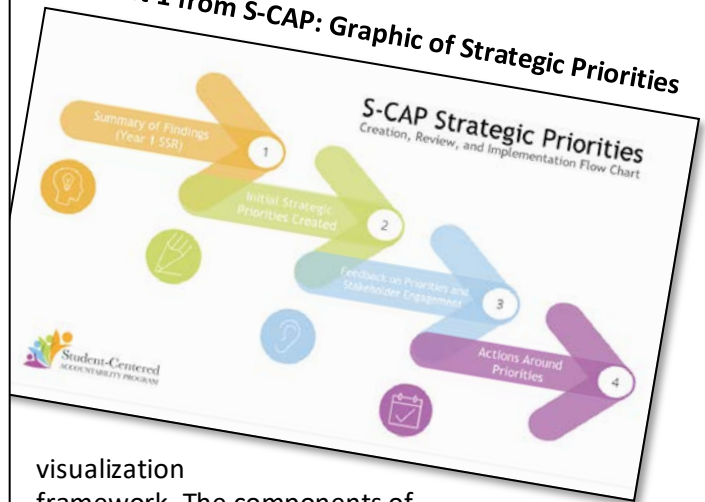 1 from S-CAP: Graphic of Strategic Priorities
S-CAP Strategic Priorities
Creation, Review, and Implementation Flow Chart
Summary of Findings
(Year 1 SSR)
1
Initial Strategic
Priorities Created
2
Feedback on Priorities and
Stakeholder Engagement
3
Actions Around
Priorities
4
Student-Centered
ACCOUNTABILITY PROGRAM
visualization
framework. The components of